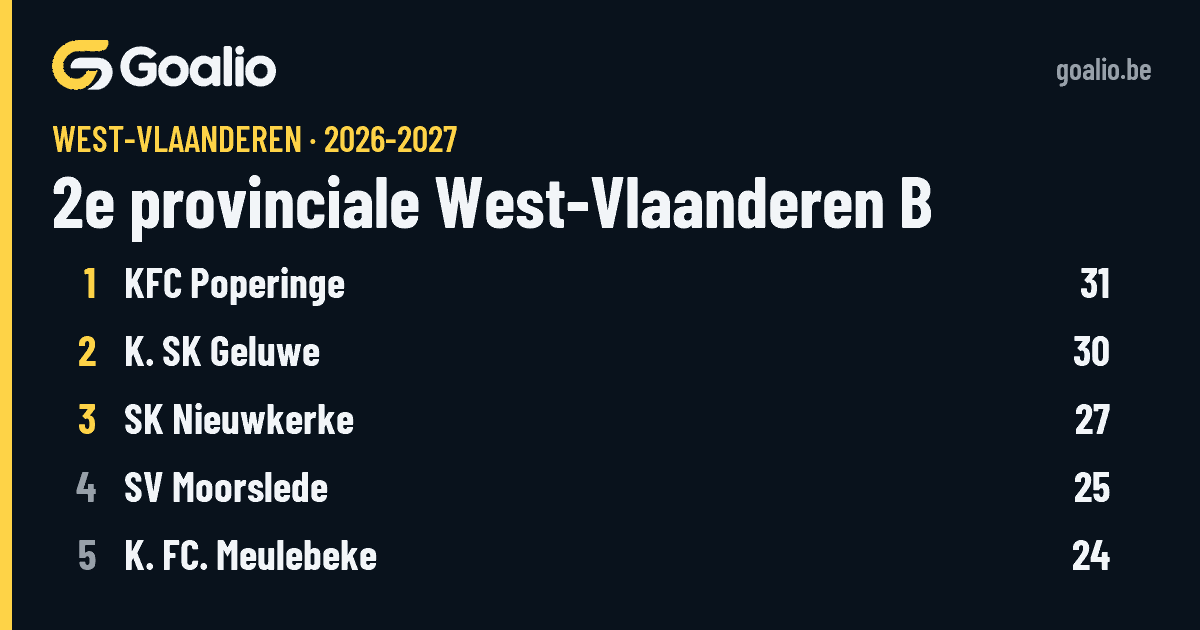 Goalio goalio.be
WEST-VLAANDEREN · 2026-2027
2e provinciale West-Vlaanderen B
1 KFC Poperinge 31
2 K. SK Geluwe 30
3 SK Nieuwkerke 27
4 SV Moorslede 25
5 K. FC. Meulebeke 24